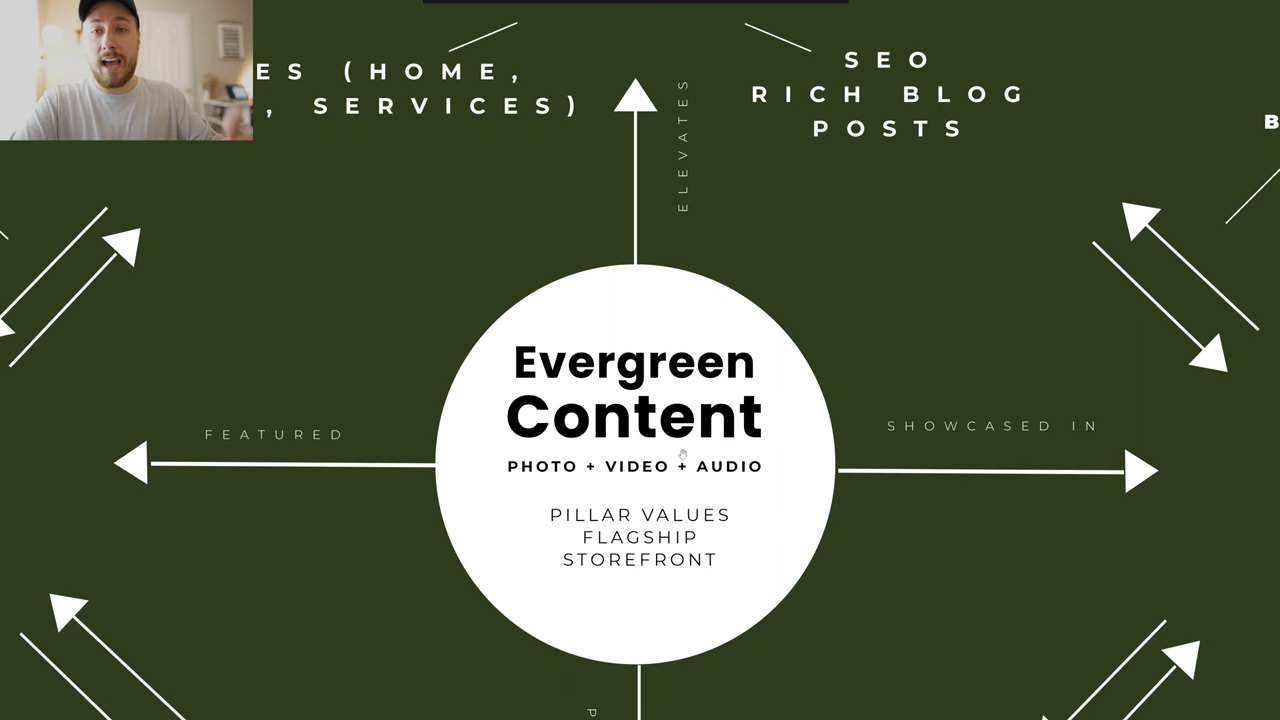 ES (HOME,
, SERVICES)
SEO
RICH BLOG
POSTS
B
ELEVATES
Evergreen
Content
PHOTO + VIDEO + AUDIO
PILLAR VALUES
FLAGSHIP
STOREFRONT
FEATURED
SHOWCASED IN
P